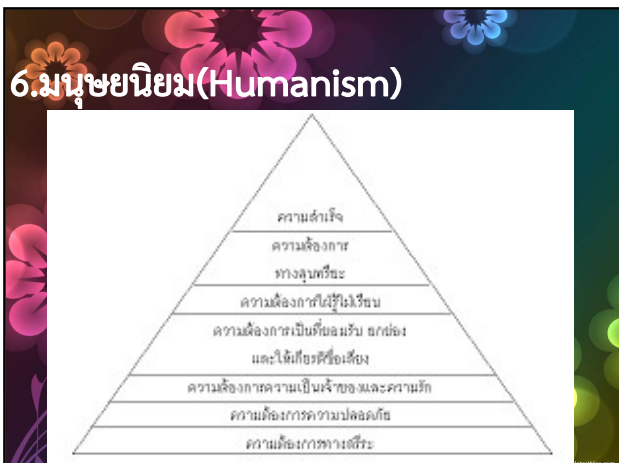 6.มนุษยนิยม(Humanism)
ความสำเร็จ
ความต้องการ
ทางสุนทรียะ
ความต้องการใฝ่รู้ใฝ่เรียน
ความต้องการเป็นที่ยอมรับ ยกย่อง
และให้เกียรติชื่อเสียง
ความต้องการความเป็นเจ้าของและความรัก
ความต้องการความปลอดภัย
ความต้องการทางสรีระ